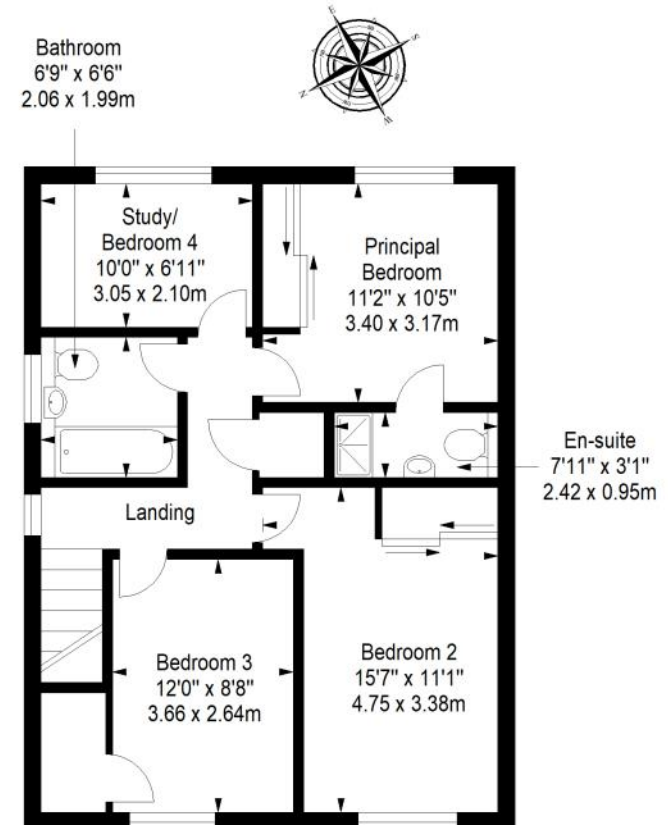 E
S
N
W
Bathroom
6'9" x 6'6"
2.06 x 1.99m
Study/
Bedroom 4
10'0" x 6'11"
3.05 x 2.10m
Principal
Bedroom
11'2" x 10'5"
3.40 x 3.17m
En-suite
7'11" x 3'1"
2.42 x 0.95m
Landing
Bedroom 3
12'0" x 8'8"
3.66 x 2.64m
Bedroom 2
15'7" x 11'1"
4.75 x 3.38m